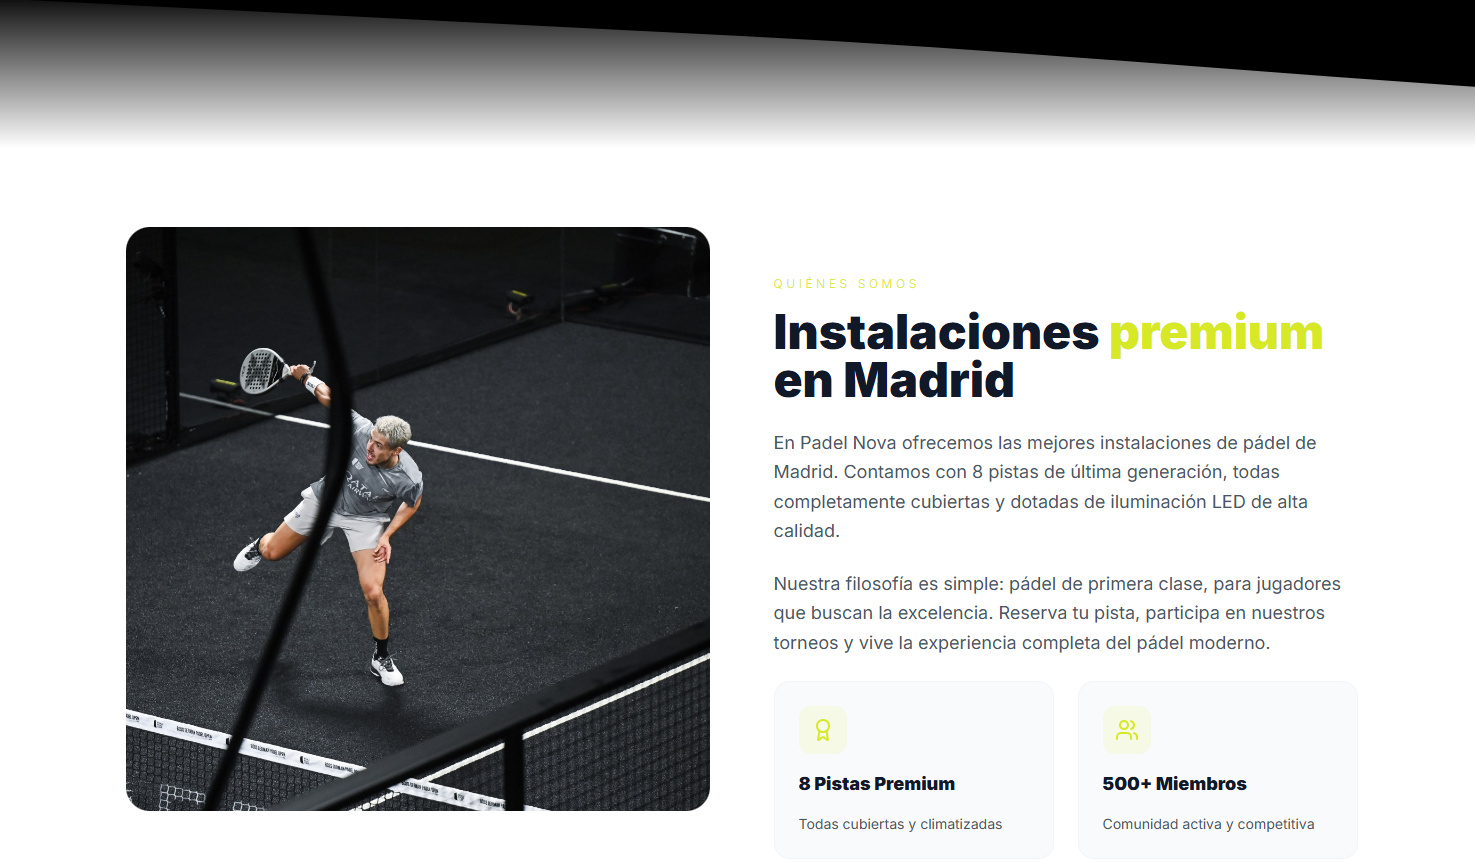 QUIÉNES SOMOS
Instalaciones premium
en Madrid
En Padel Nova ofrecemos las mejores instalaciones de pádel de
Madrid. Contamos con 8 pistas de última generación, todas
completamente cubiertas y dotadas de iluminación LED de alta
calidad.
Nuestra filosofía es simple: pádel de primera clase, para jugadores
que buscan la excelencia. Reserva tu pista, participa en nuestros
torneos y vive la experiencia completa del pádel moderno.
8 Pistas Premium
Todas cubiertas y climatizadas
500+ Miembros
Comunidad activa y competitiva